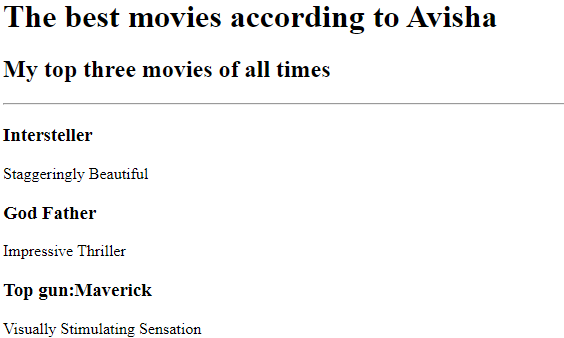 The best movies according to Avisha
My top three movies of all times
Intersteller
Staggeringly Beautiful
God Father
Impressive Thriller
Top gun:Maverick
Visually Stimulating Sensation